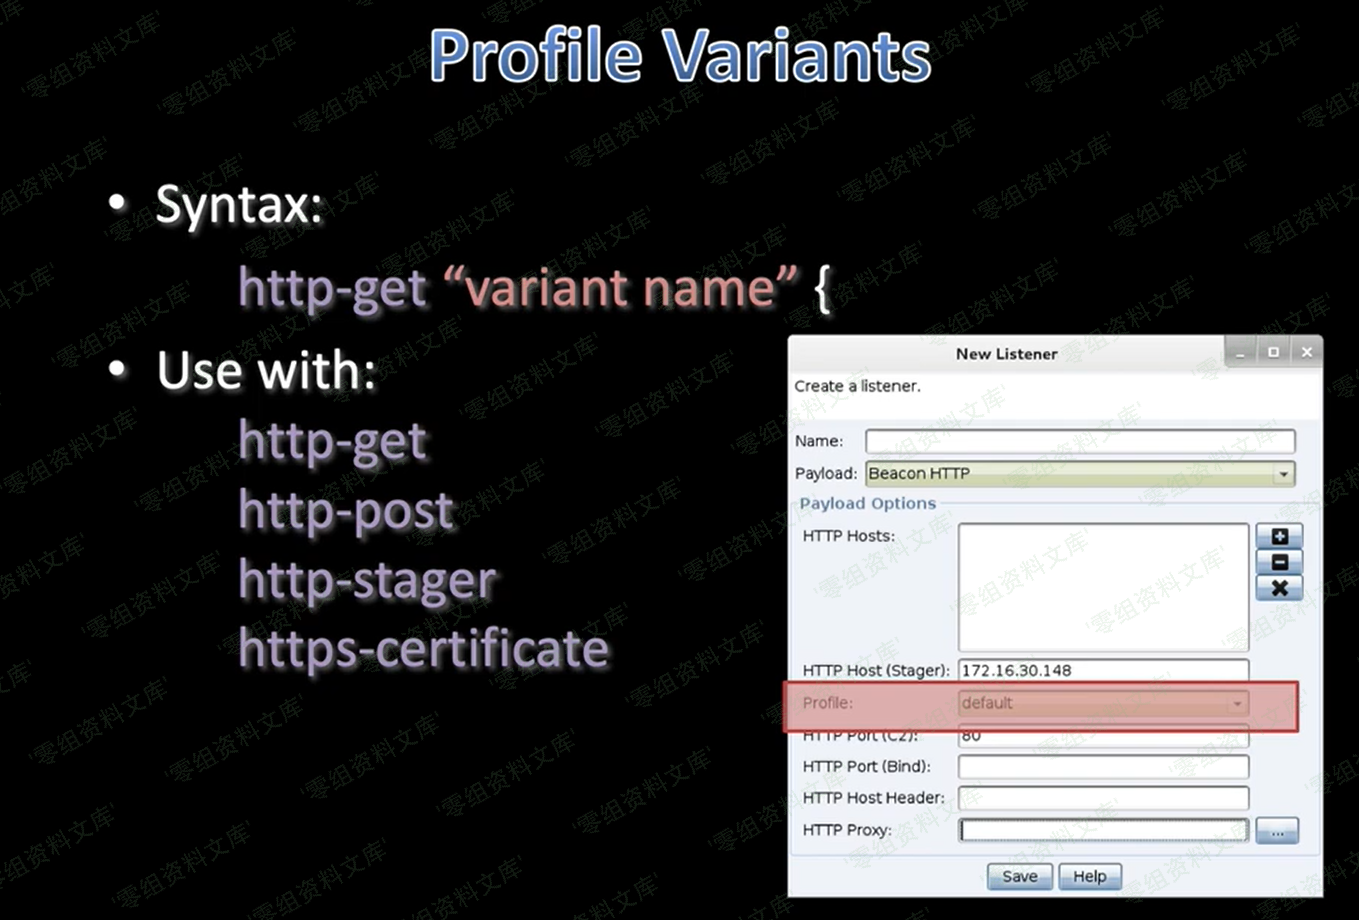 Profile Variants
• Syntax:
http-get “variant name” {
• Use with:
http-get
http-post
http-stager
https-certificate
New Listener
Create a listener.
Name:
Payload: Beacon HTTP
Payload Options
HTTP Hosts:
HTTP Host (Stager): 172.16.30.148
Profile: default
HTTP Port (C2): 80
HTTP Port (Bind):
HTTP Host Header:
HTTP Proxy:
...
Save Help
'零组资料文库'